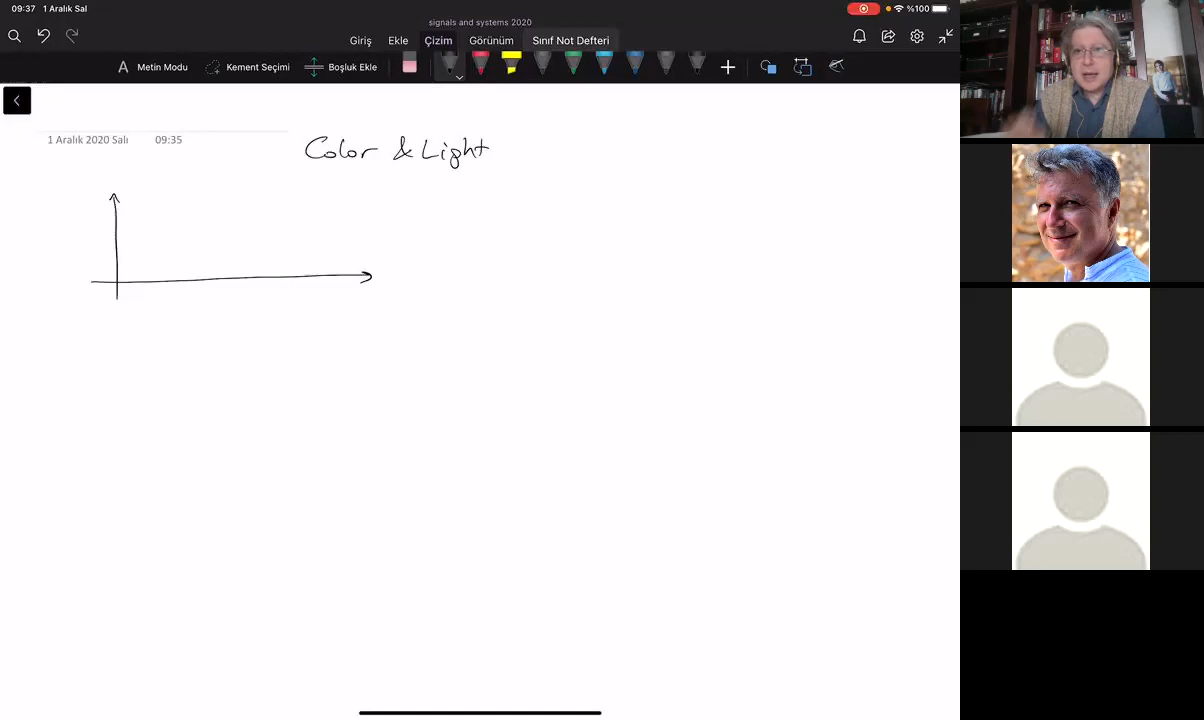 09:37 1 Aralık Sal
%100
signals and systems 2020
Giriş Ekle Çizim Görünüm Sınıf Not Defteri
A Metin Modu Kement Seçimi Boşluk Ekle
1 Aralık 2020 Salı 09:35
Color & Light